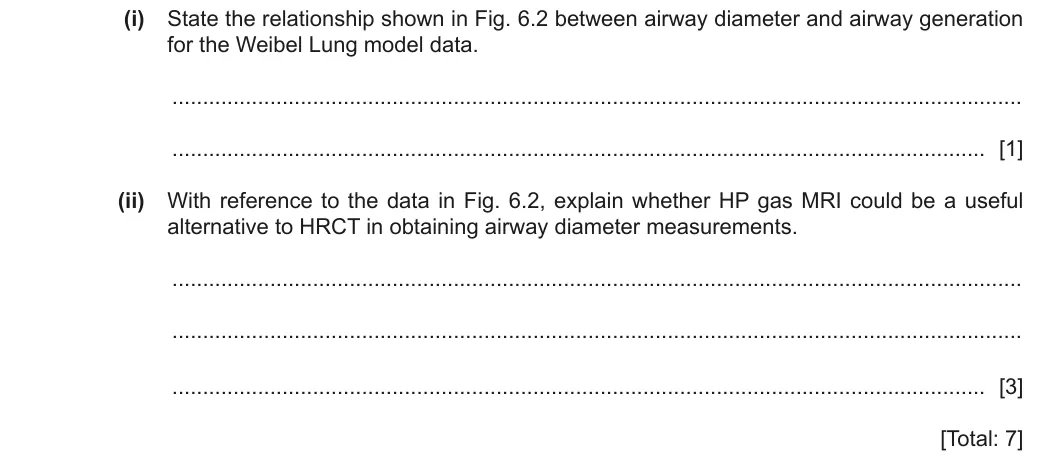 (i) State the relationship shown in Fig. 6.2 between airway diameter and airway generation
for the Weibel Lung model data.
..........................................................................................................................................
.................................................................................................................................... [1]
(ii) With reference to the data in Fig. 6.2, explain whether HP gas MRI could be a useful
alternative to HRCT in obtaining airway diameter measurements.
..........................................................................................................................................
..........................................................................................................................................
.................................................................................................................................... [3]
[Total: 7]